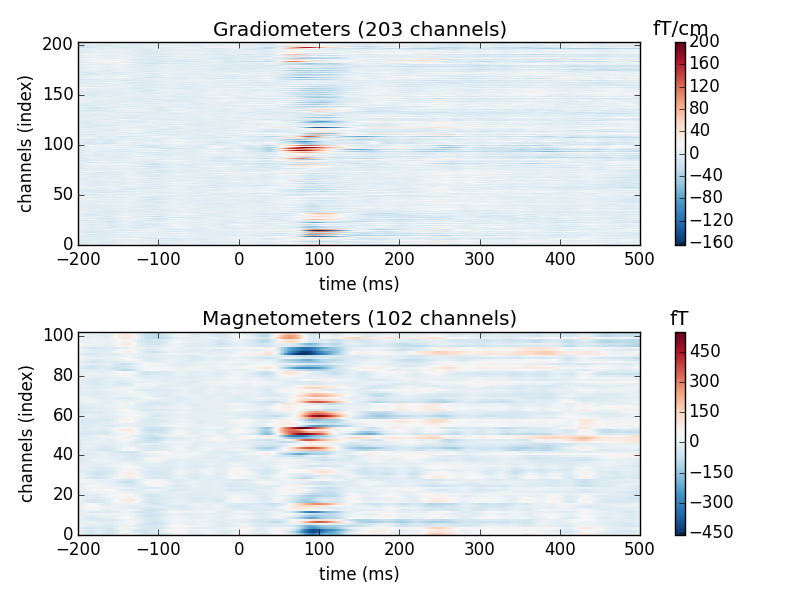 Gradiometers (203 channels)
fT/cm
200
150
100
50
0
channels (index)
−200 −100 0 100 200 300 400 500
time (ms)
200
160
120
80
40
0
−40
−80
−120
−160
Magnetometers (102 channels)
fT
100
80
60
40
20
0
channels (index)
−200 −100 0 100 200 300 400 500
time (ms)
450
300
150
0
−150
−300
−450